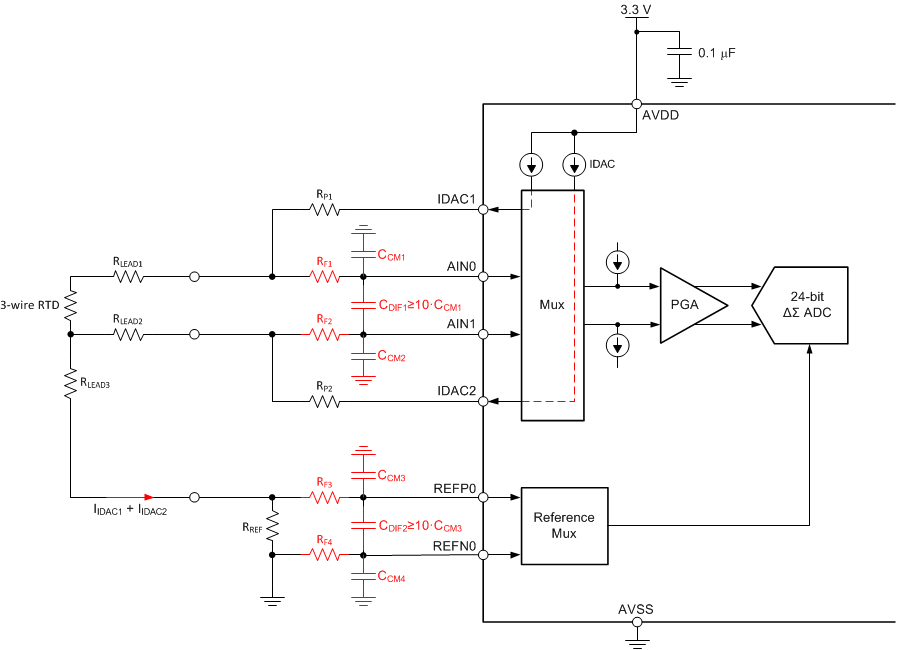 3.3 V
0.1 μF
AVDD
IDAC
RP1
IDAC1
CCM1
RLEAD1
RF1
AIN0
3-wire RTD
CDIF1≥10·CCM1
Mux
PGA
24-bit
ΔΣ ADC
RLEAD2
RF2
AIN1
CCM2
RLEAD3
RP2
IDAC2
CCM3
RF3
REFP0
IIDAC1 + IIDAC2
RREF
CDIF2≥10·CCM3
Reference
Mux
RF4
REFN0
CCM4
AVSS